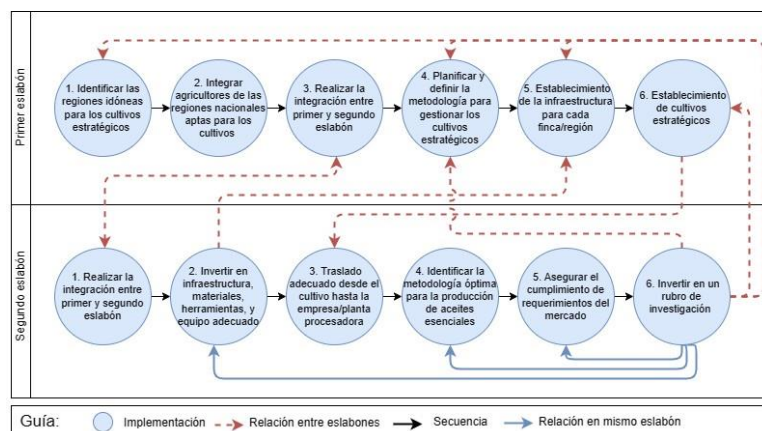 Primer eslabón
1. Identificar las
regiones idóneas
para los cultivos
estratégicos
2. Integrar
agricultores de las
regiones nacionales
aptas para los
cultivos
3. Realizar la
integración entre
primer y segundo
eslabón
4. Planificar y
definir la
metodología para
gestionar los
cultivos
estratégicos
5. Establecimiento
de la infraestructura
para cada
finca/región
6. Establecimiento
de cultivos
estratégicos
Segundo eslabón
1. Realizar la
integración entre
primer y segundo
eslabón
2. Invertir en
infraestructura,
materiales,
herramientas, y
equipo adecuado
3. Traslado
adecuado desde el
cultivo hasta la
empresa/planta
procesadora
4. Identificar la
metodología óptima
para la producción
de aceites
esenciales
5. Asegurar el
cumplimiento de
requerimientos del
mercado
6. Invertir en un
rubro de
investigación
Guía: Implementación Relación entre eslabones Secuencia Relación en mismo eslabón